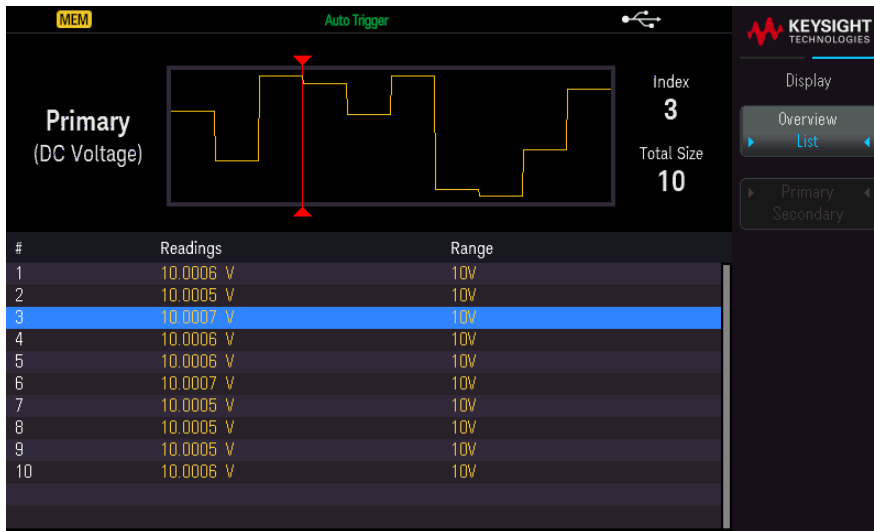 MEM Auto Trigger
KEYSIGHT
TECHNOLOGIES
Display
Overview
List
Primary
Secondary
Primary
(DC Voltage)
Index
3
Total Size
10
# Readings Range
1 10.0006 V 10V
2 10.0005 V 10V
3 10.0007 V 10V
4 10.0006 V 10V
5 10.0006 V 10V
6 10.0007 V 10V
7 10.0005 V 10V
8 10.0005 V 10V
9 10.0005 V 10V
10 10.0006 V 10V